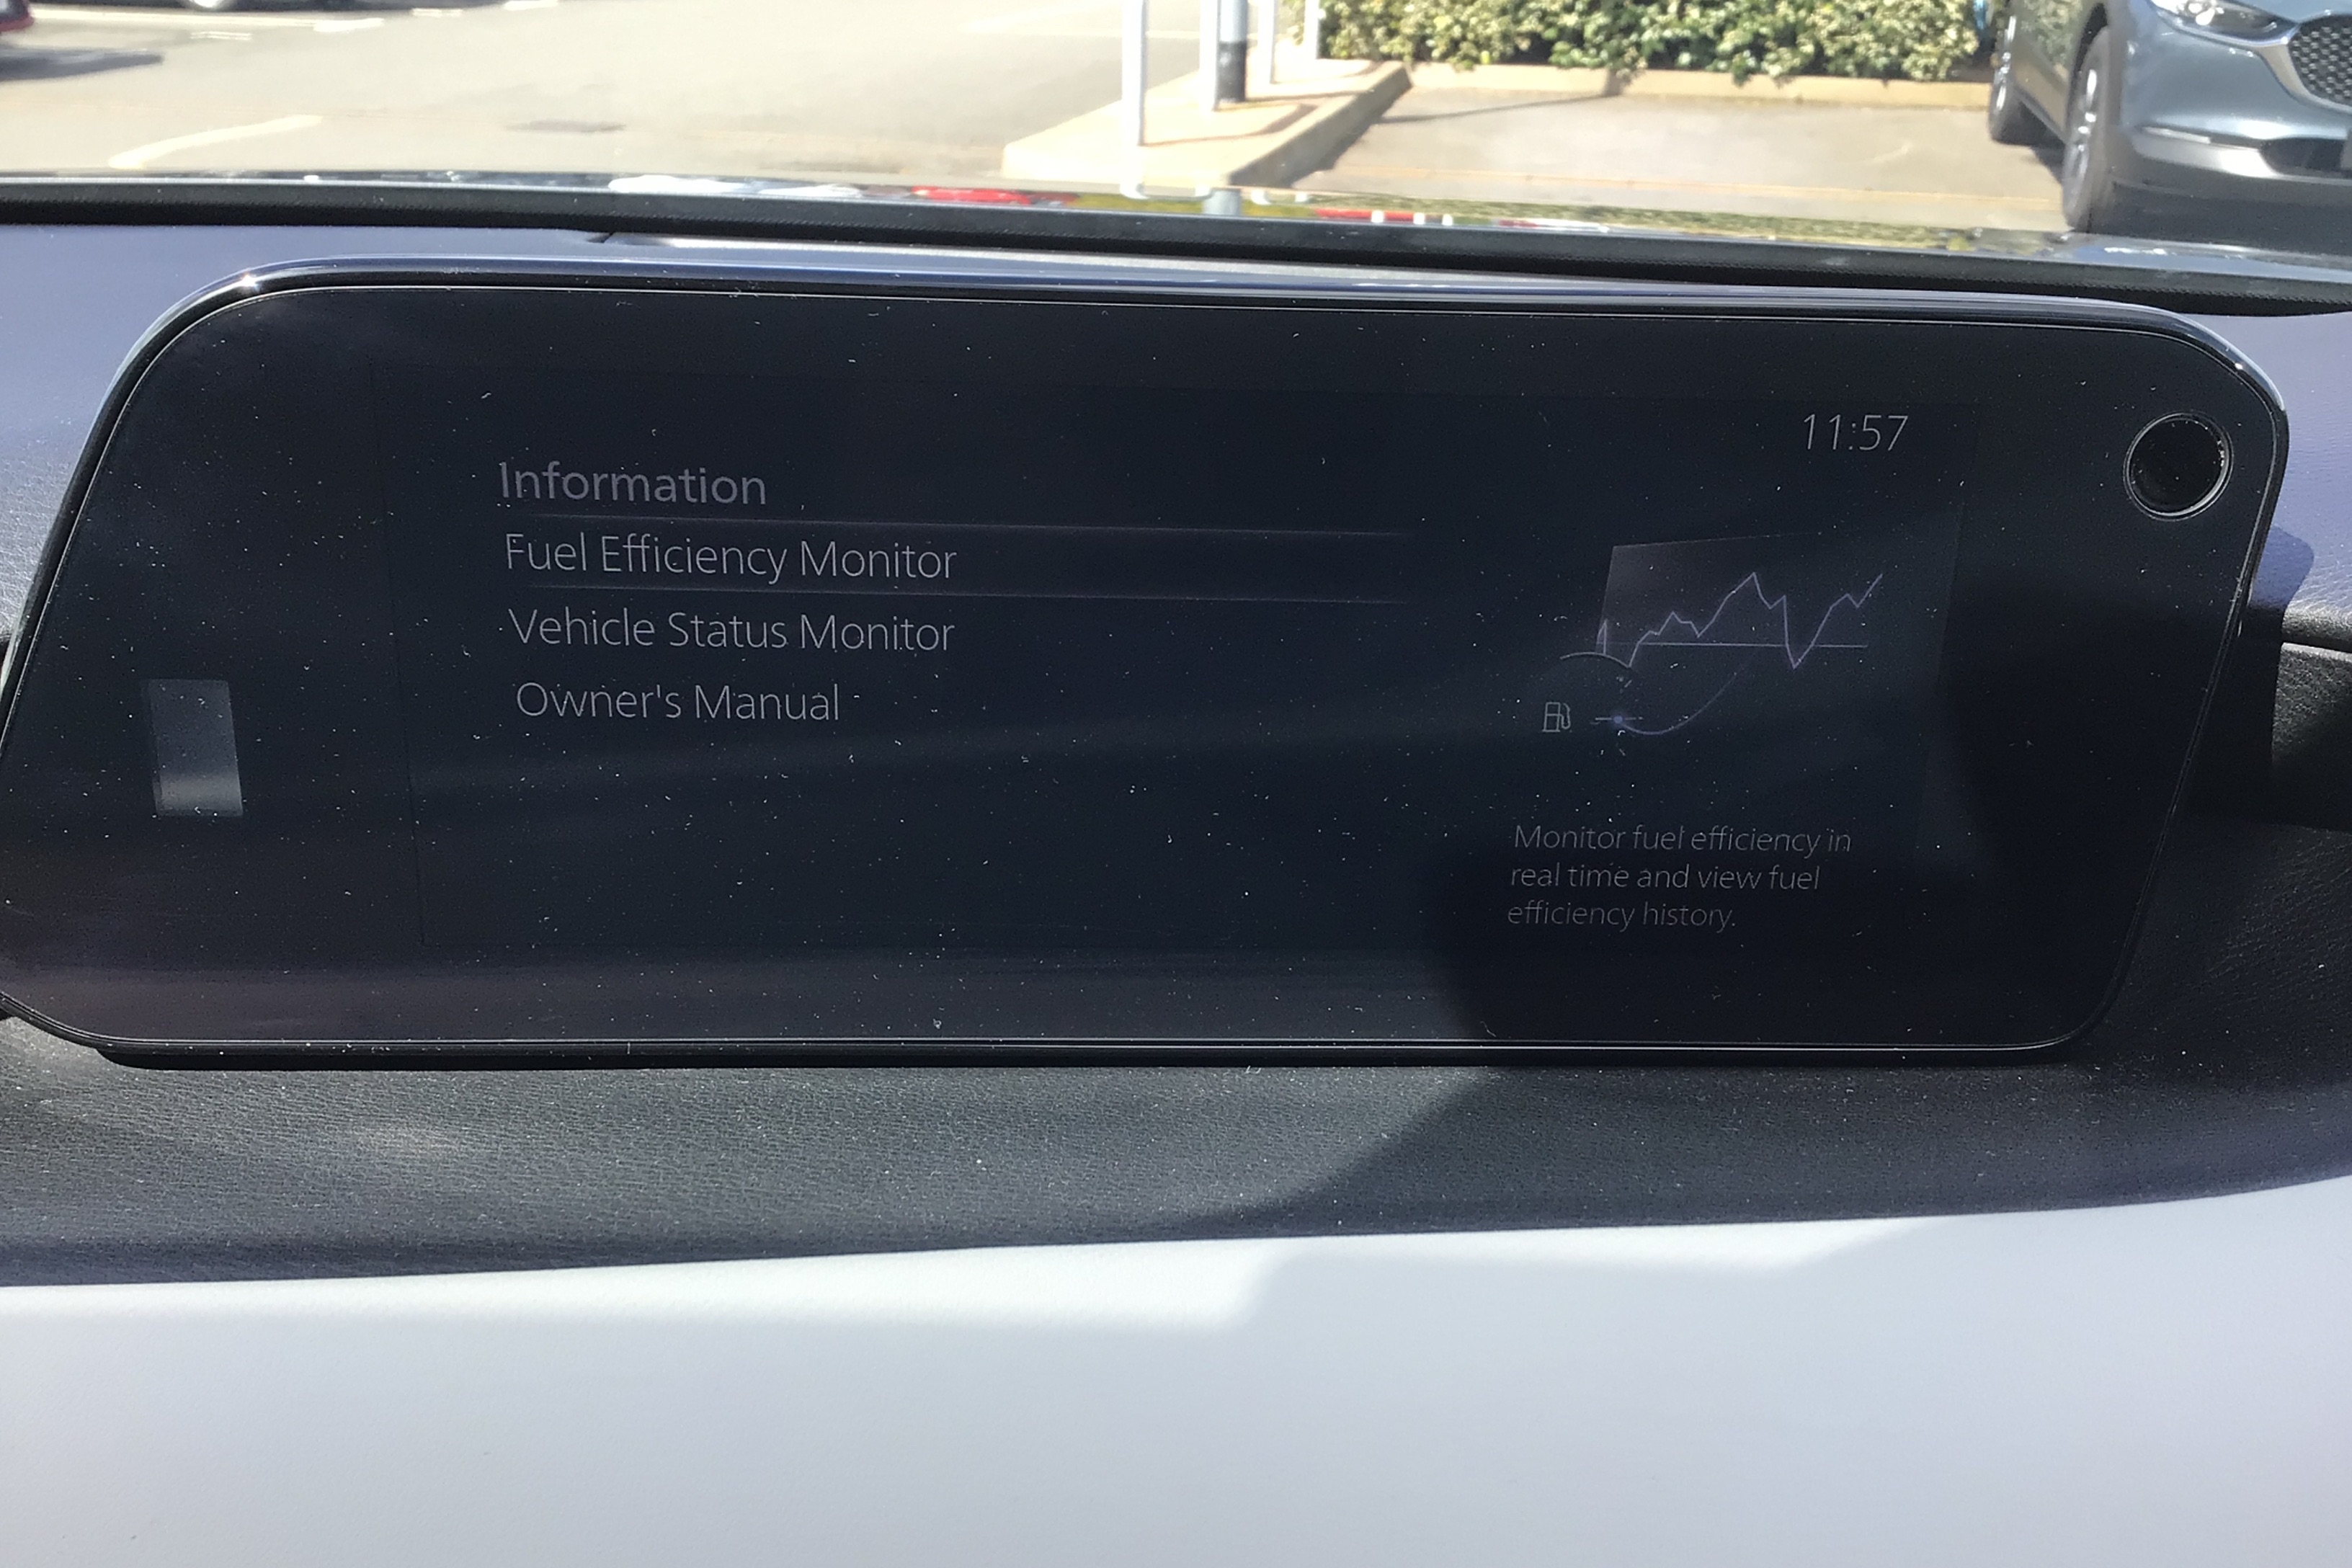 11:57
Information
Fuel Efficiency Monitor
Vehicle Status Monitor
Owner's Manual
Monitor fuel efficiency in
real time and view fuel
efficiency history.